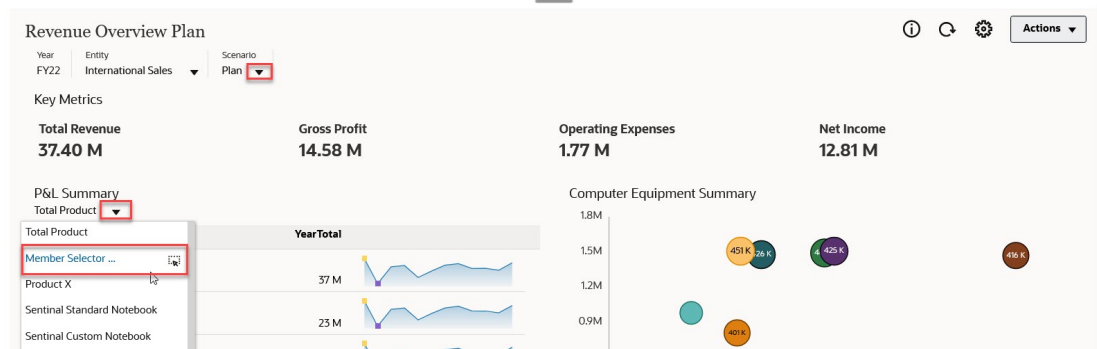 Revenue Overview Plan
Actions
Year Entity Scenario
FY22 International Sales Plan
Key Metrics
Total Revenue Gross Profit Operating Expenses Net Income
37.40 M 14.58 M 1.77 M 12.81 M
P&L Summary
Total Product
Total Product
Member Selector ...
Product X
Sentinal Standard Notebook
Sentinal Custom Notebook
YearTotal
37 M
23 M
Computer Equipment Summary
1.8M
1.5M
1.2M
0.9M
451 K
425 K
416 K
401 K